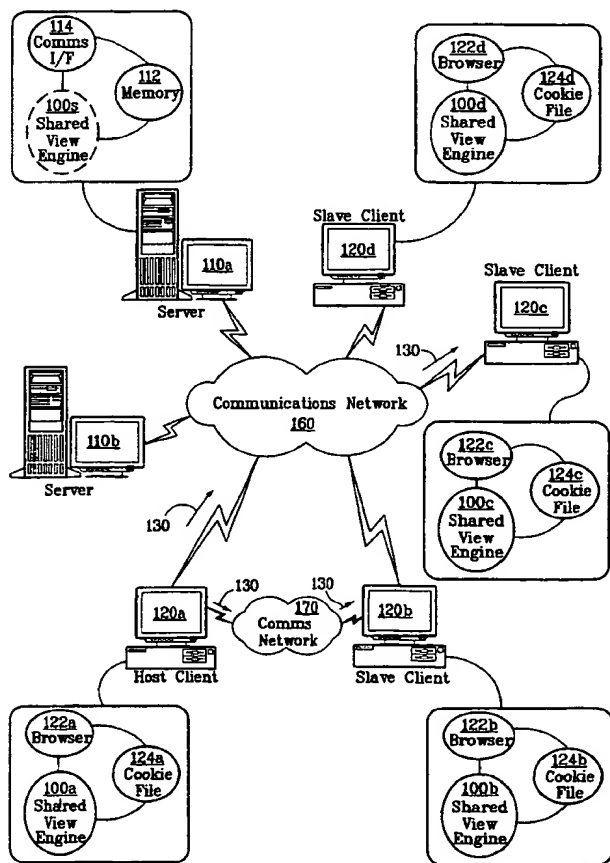 114
Comms
I/F
112
Memory
100s
Shared
View
Engine
122d
Browser
124d
Cookie
File
100d
Shared
View
Engine
Slave Client
120d
110a
Server
Slave Client
120c
130
Communications Network
160
110b
Server
122c
Browser
124c
Cookie
File
100c
Shared
View
Engine
130
130
130
170
Comms
Network
120a
Host Client
120b
Slave Client
122a
Browser
124a
Cookie
File
100a
Shared
View
Engine
122b
Browser
124b
Cookie
File
100b
Shared
View
Engine